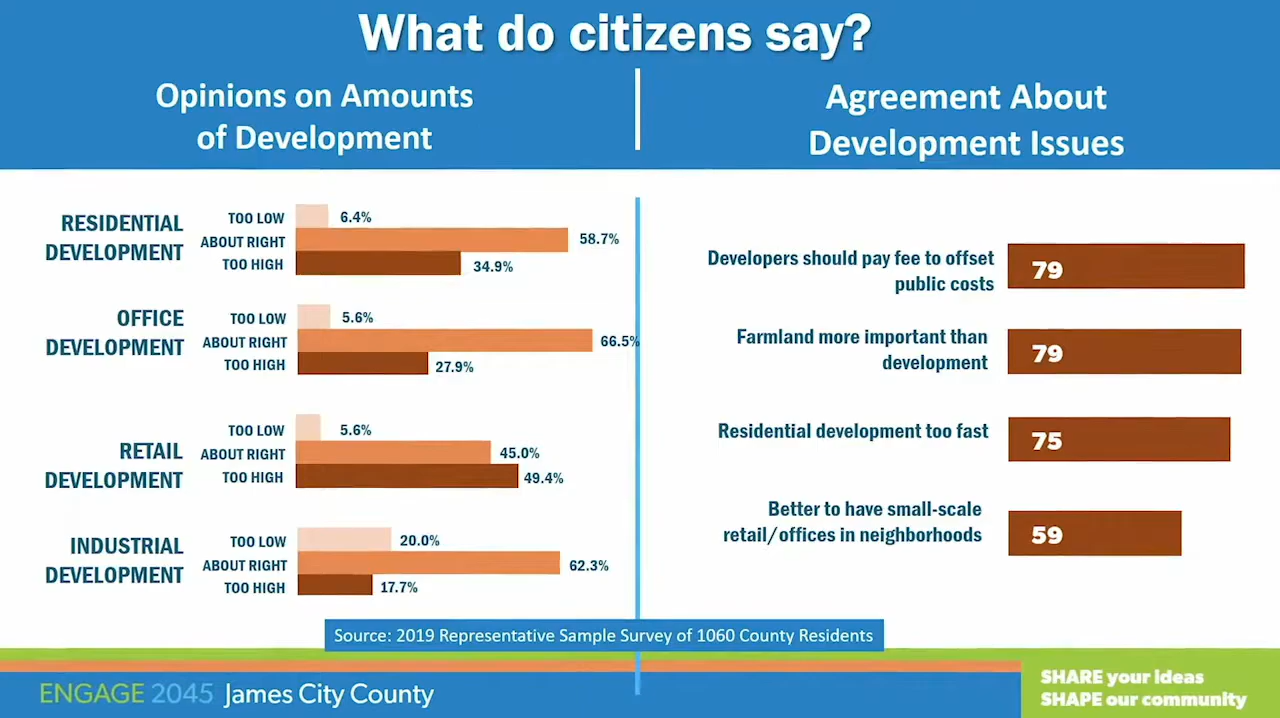 What do citizens say?
Opinions on Amounts
of Development
Agreement About
Development Issues
RESIDENTIAL
DEVELOPMENT
TOO LOW 6.4%
ABOUT RIGHT 58.7%
TOO HIGH 34.9%
OFFICE
DEVELOPMENT
TOO LOW 5.6%
ABOUT RIGHT 66.5%
TOO HIGH 27.9%
RETAIL
DEVELOPMENT
TOO LOW 5.6%
ABOUT RIGHT 45.0%
TOO HIGH 49.4%
INDUSTRIAL
DEVELOPMENT
TOO LOW 20.0%
ABOUT RIGHT 62.3%
TOO HIGH 17.7%
Developers should pay fee to offset
public costs
79
Farmland more important than
development
79
Residential development too fast
75
Better to have small-scale
retail/offices in neighborhoods
59
Source: 2019 Representative Sample Survey of 1060 County Residents
ENGAGE 2045 James City County
SHARE your ideas
SHAPE our community